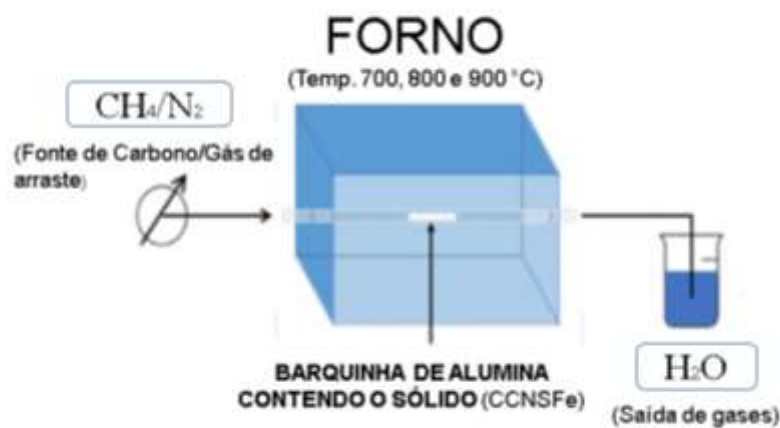 FORNO
(Temp. 700, 800 e 900 °C)
CH₄/N₂
(Fonte de Carbono/Gás de
arraste)
BARQUINHA DE ALUMINA
CONTENDO O SÓLIDO (CCNSFe)
H₂O
(Saída de gases)